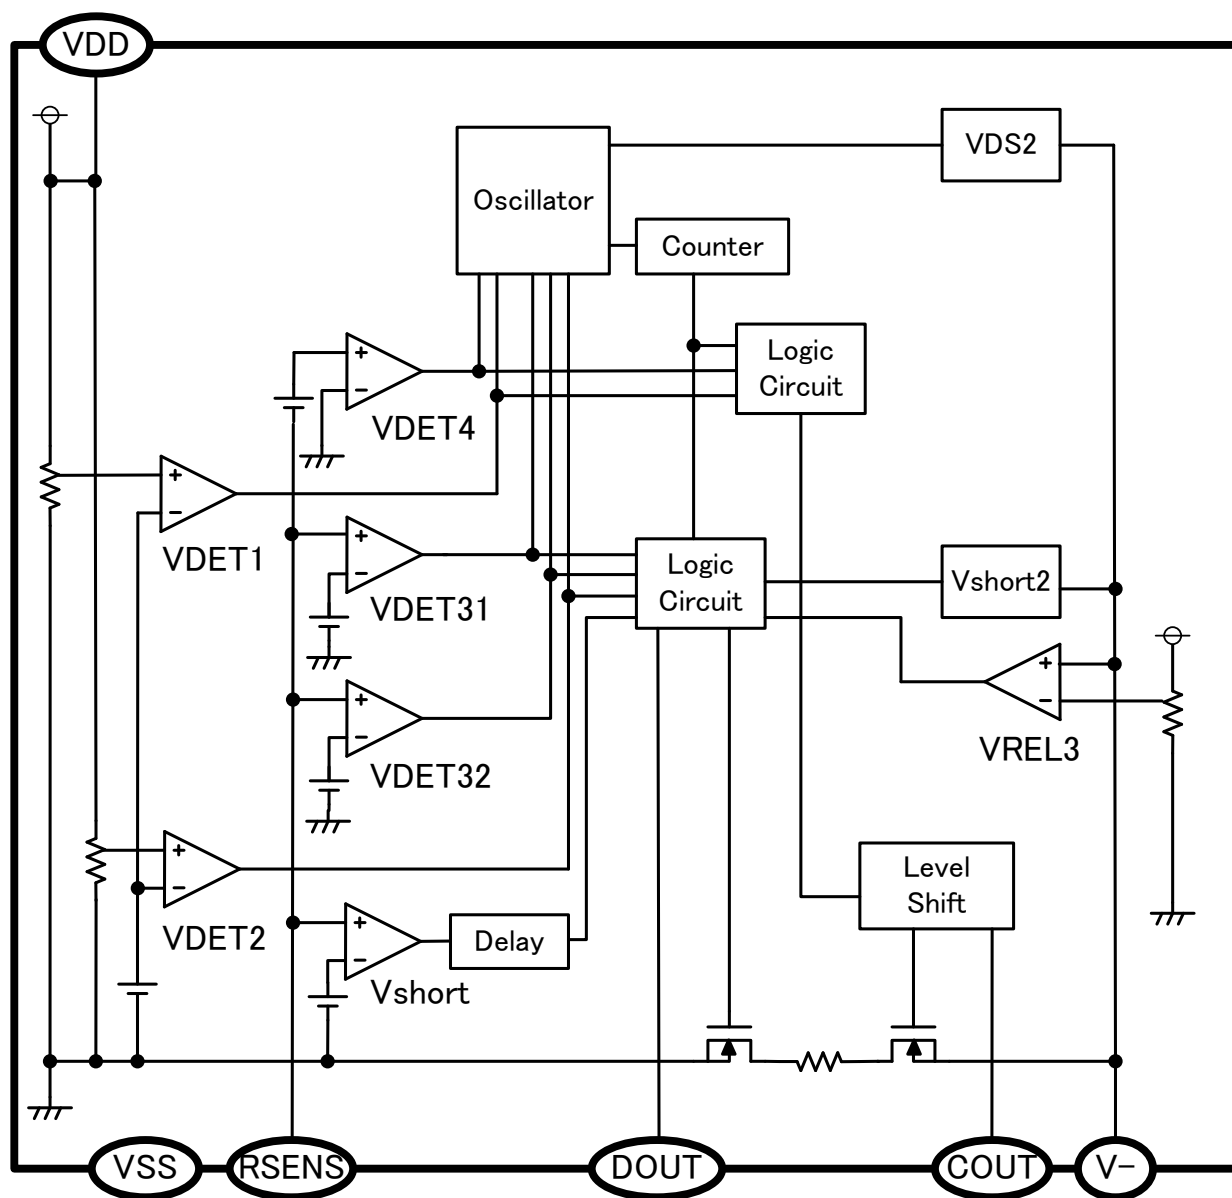 VDD
VDS2
Oscillator
Counter
Logic
Circuit
+
−
VDET4
+
−
VDET1
+
−
VDET31
Logic
Circuit
Vshort2
+
−
VREL3
+
−
VDET32
+
−
VDET2
Level
Shift
+
−
Vshort
Delay
VSS
RSENS
DOUT
COUT
V−